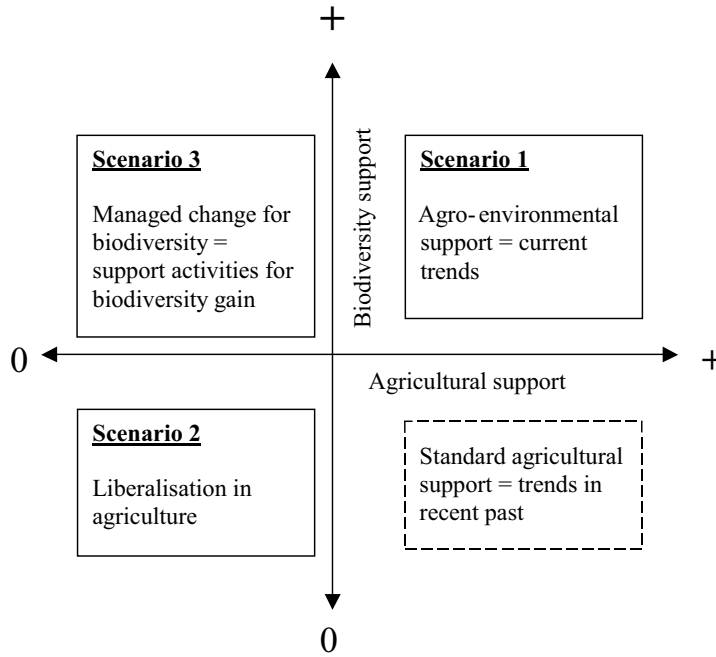 +
Scenario 3
Managed change for
biodiversity =
support activities for
biodiversity gain
Biodiversity support
Scenario 1
Agro-environmental
support = current
trends
0
+
Agricultural support
Scenario 2
Liberalisation in
agriculture
Standard agricultural
support = trends in
recent past
0